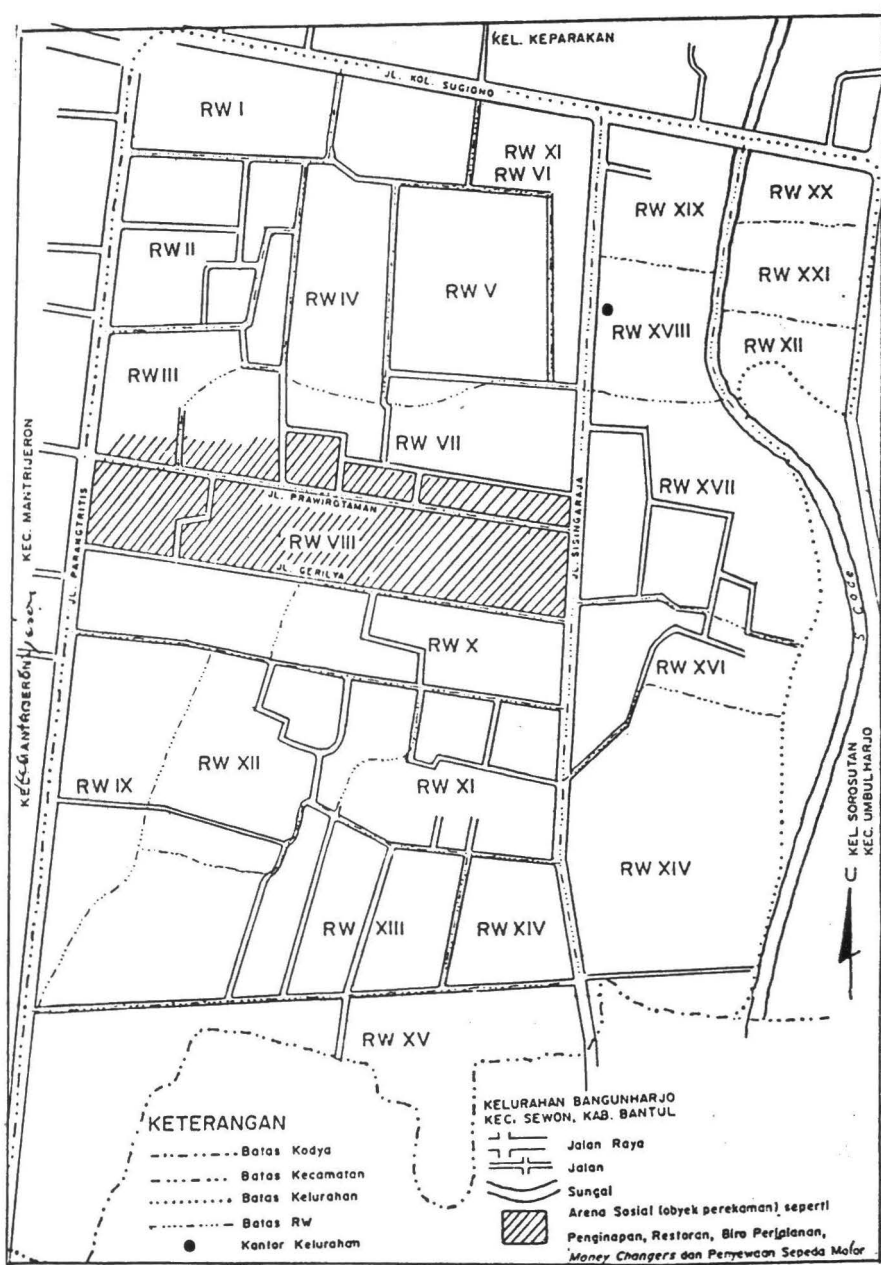 KEL. KEPARAKAN
JL. KOL. SUGIONO
RW I
RW XI
RW VI
RW XIX
RW XX
RW II
RW IV
RW V
RW XXI
RW XVIII
RW XII
RW III
KEC. MANTRIJERON
RW VII
JL. PRAWIROTAMAN
RW XVII
JL. PARANGTRITIS
JL. SISINGARAJA
RW VIII
JL. GERILYA
S. Code
RW X
RW XVI
KEL. MANTRIJERON
RW XII
RW IX
RW XI
KEL SOROSUTAN
KEC. UMBULHARJO
RW XIV
U
RW XIII
RW XIV
RW XV
KETERANGAN
Batas Kodya
Batas Kecamatan
Batas Kelurahan
Batas RW
Kantor Kelurahan
KELURAHAN BANGUNHARJO
KEC. SEWON, KAB. BANTUL
Jalan Raya
Jalan
Sungai
Arena Sosial (obyek perekaman) seperti
Penginapan, Restoran, Biro Perjalanan,
Money Changers dan Penyewaan Sepeda Motor